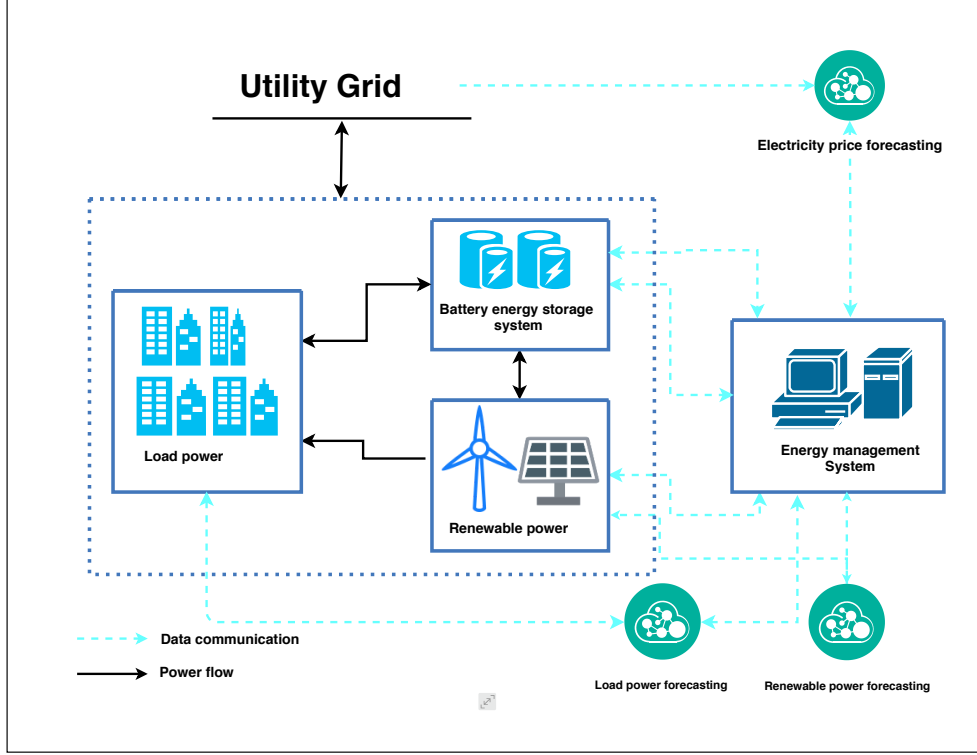 Utility Grid
Electricity price forecasting
Battery energy storage
system
Load power
Energy management
System
Renewable power
Data communication
Power flow
Load power forecasting
Renewable power forecasting